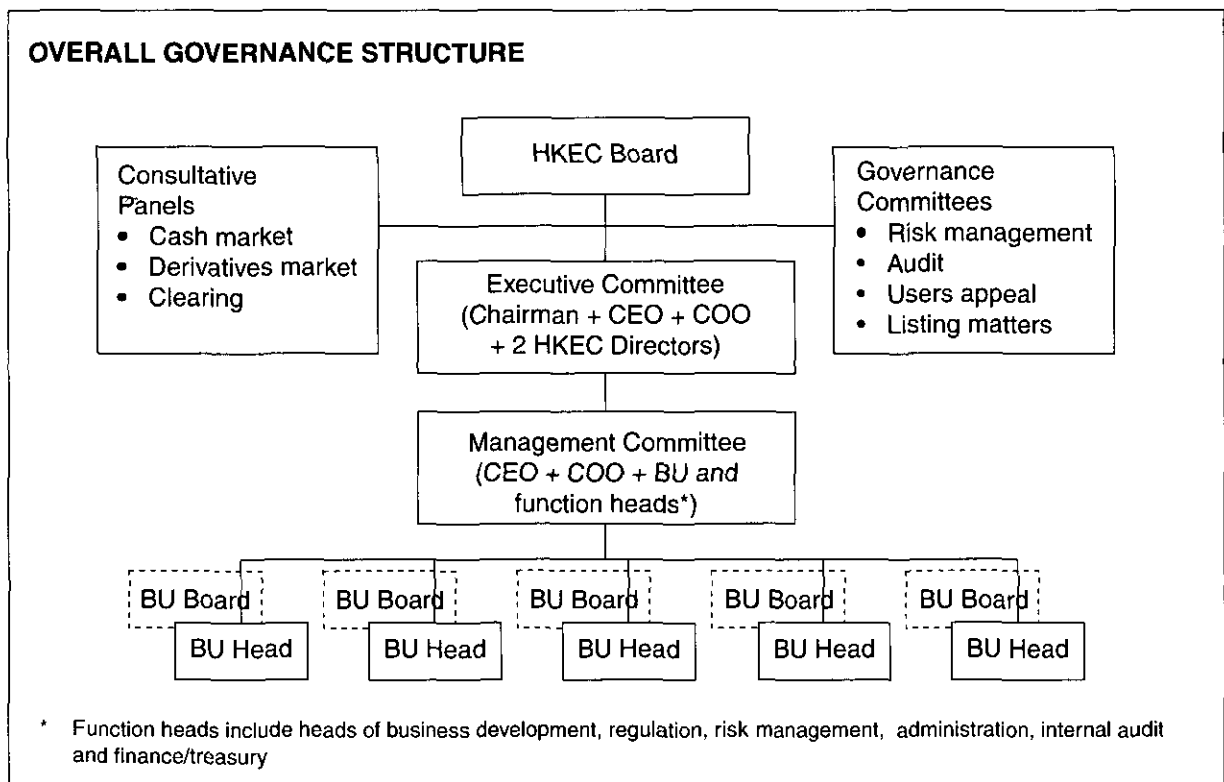 OVERALL GOVERNANCE STRUCTURE
HKEC Board
Consultative
Panels
• Cash market
• Derivatives market
• Clearing
Governance
Committees
• Risk management
• Audit
• Users appeal
• Listing matters
Executive Committee
(Chairman + CEO + COO
+ 2 HKEC Directors)
Management Committee
(CEO + COO + BU and
function heads*)
BU Board
BU Board
BU Board
BU Board
BU Board
BU Head
BU Head
BU Head
BU Head
BU Head
* Function heads include heads of business development, regulation, risk management, administration, internal audit
and finance/treasury